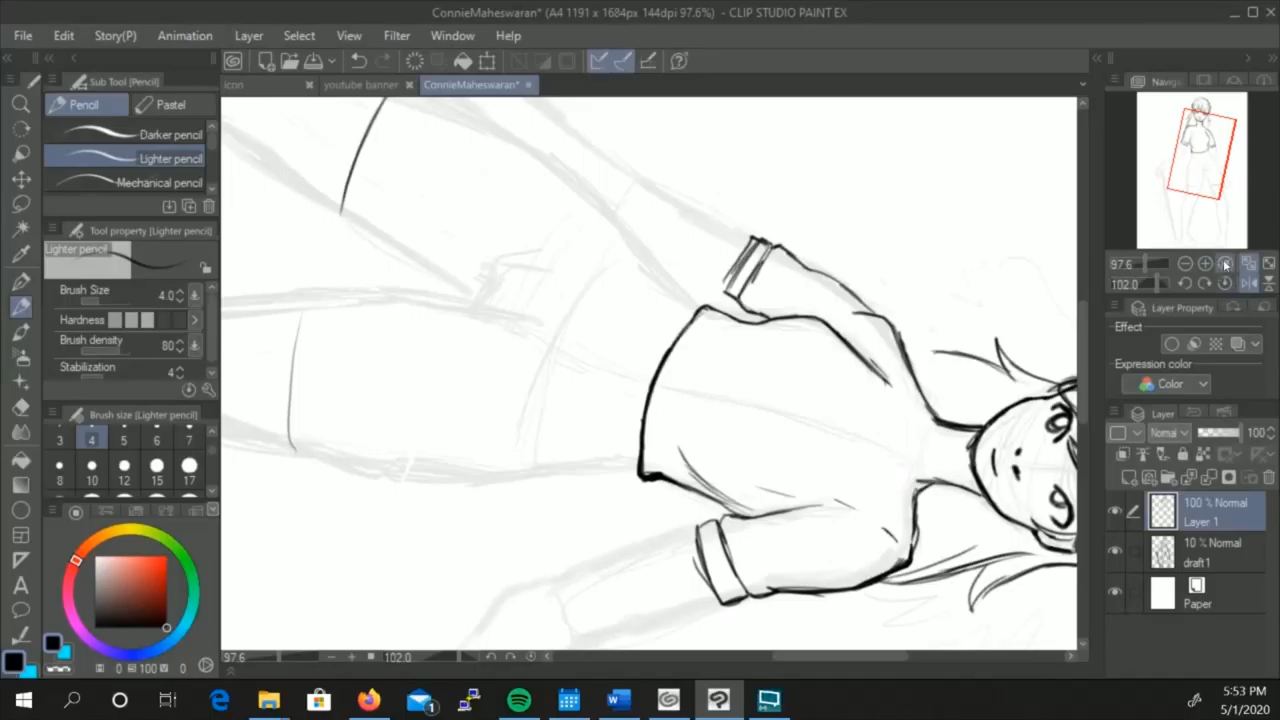 ConnieMaheswaran* (A4 1191 x 1684px 144dpi 97.6%) - CLIP STUDIO PAINT EX
File Edit Story(P) Animation Layer Select View Filter Window Help
Sub Tool [Pencil]
icon youtube banner ConnieMaheswaran*
Pencil Pastel
Darker pencil
Lighter pencil
Mechanical pencil
Tool property [Lighter pencil]
Lighter pencil
Brush Size 4.0
Hardness
Brush density 80
Stabilization 4
Brush size [Lighter pencil]
3 4 5 6 7
8 10 12 15 17
0 100 0
97.6 102.0
97.6
102.0
Layer Property
Effect
Expression color
Color
Layer
Normal 100
100 % Normal
Layer 1
10 % Normal
draft1
Paper
1
5:53 PM
5/1/2020